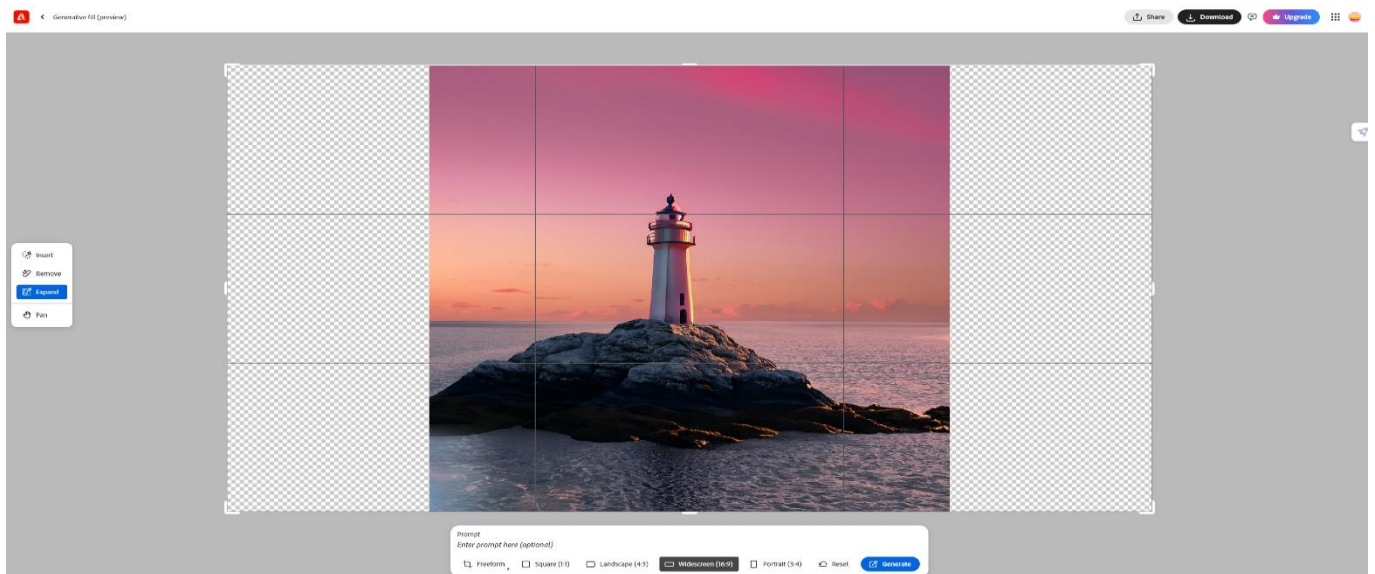 Generative fill (preview)
Share
Download
Upgrade
Insert
Remove
Expand
Pan
Prompt
Enter prompt here (optional)
Freeform
Square (1:1)
Landscape (4:3)
Widescreen (16:9)
Portrait (3:4)
Reset
Generate